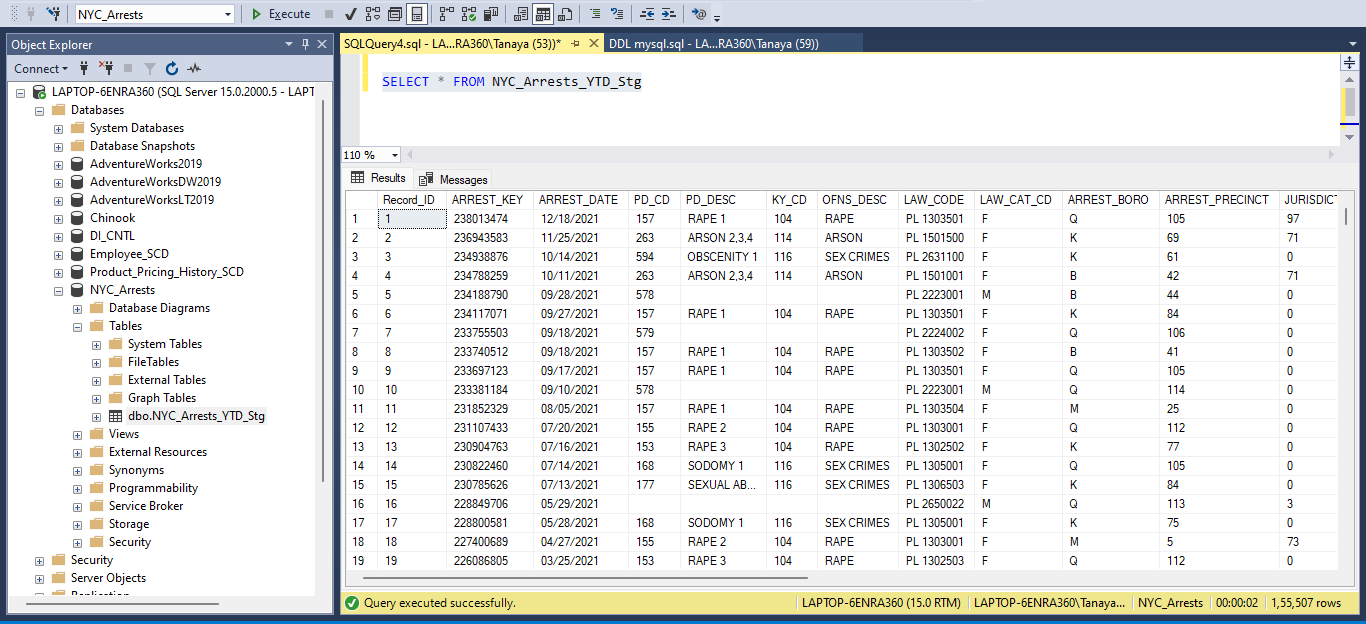 NYC_Arrests Execute
Object Explorer
Connect
LAPTOP-6ENRA360 (SQL Server 15.0.2000.5 - LAPT
Databases
System Databases
Database Snapshots
AdventureWorks2019
AdventureWorksDW2019
AdventureWorksLT2019
Chinook
DI_CNTL
Employee_SCD
Product_Pricing_History_SCD
NYC_Arrests
Database Diagrams
Tables
System Tables
FileTables
External Tables
Graph Tables
dbo.NYC_Arrests_YTD_Stg
Views
External Resources
Synonyms
Programmability
Service Broker
Storage
Security
Security
Server Objects
Replication
SQLQuery4.sql - LA...RA360\Tanaya (53))* DDL mysql.sql - LA...RA360\Tanaya (59))
SELECT * FROM NYC_Arrests_YTD_Stg
110 %
Results Messages
Record_ID ARREST_KEY ARREST_DATE PD_CD PD_DESC KY_CD OFNS_DESC LAW_CODE LAW_CAT_CD ARREST_BORO ARREST_PRECINCT JURISDICT
1 1 238013474 12/18/2021 157 RAPE 1 104 RAPE PL 1303501 F Q 105 97
2 2 236943583 11/25/2021 263 ARSON 2,3,4 114 ARSON PL 1501500 F K 69 71
3 3 234938876 10/14/2021 594 OBSCENITY 1 116 SEX CRIMES PL 2631100 F K 61 0
4 4 234788259 10/11/2021 263 ARSON 2,3,4 114 ARSON PL 1501001 F B 42 71
5 5 234188790 09/28/2021 578 PL 2223001 M B 44 0
6 6 234117071 09/27/2021 157 RAPE 1 104 RAPE PL 1303501 F K 84 0
7 7 233755503 09/18/2021 579 PL 2224002 F Q 106 0
8 8 233740512 09/18/2021 157 RAPE 1 104 RAPE PL 1303502 F B 41 0
9 9 233697123 09/17/2021 157 RAPE 1 104 RAPE PL 1303501 F Q 105 0
10 10 233381184 09/10/2021 578 PL 2223001 M Q 114 0
11 11 231852329 08/05/2021 157 RAPE 1 104 RAPE PL 1303504 F M 25 0
12 12 231107433 07/20/2021 155 RAPE 2 104 RAPE PL 1303001 F Q 112 0
13 13 230904763 07/16/2021 153 RAPE 3 104 RAPE PL 1302502 F K 77 0
14 14 230822460 07/14/2021 168 SODOMY 1 116 SEX CRIMES PL 1305001 F Q 105 0
15 15 230785626 07/13/2021 177 SEXUAL AB... 116 SEX CRIMES PL 1306503 F K 84 0
16 16 228849706 05/29/2021 PL 2650022 M Q 113 3
17 17 228800581 05/28/2021 168 SODOMY 1 116 SEX CRIMES PL 1305001 F K 75 0
18 18 227400689 04/27/2021 155 RAPE 2 104 RAPE PL 1303001 F M 5 73
19 19 226086805 03/25/2021 153 RAPE 3 104 RAPE PL 1302503 F Q 112 0
Query executed successfully. LAPTOP-6ENRA360 (15.0 RTM) LAPTOP-6ENRA360\Tanaya... NYC_Arrests 00:00:02 1,55,507 rows